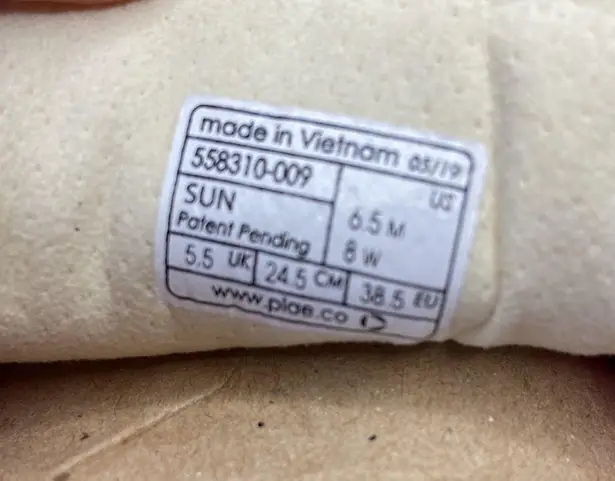 made in Vietnam 05/19
558310-009
US
SUN
6.5 M
Patent Pending
8 W
5.5 UK 24.5 CM 38.5 EU
www.plae.co